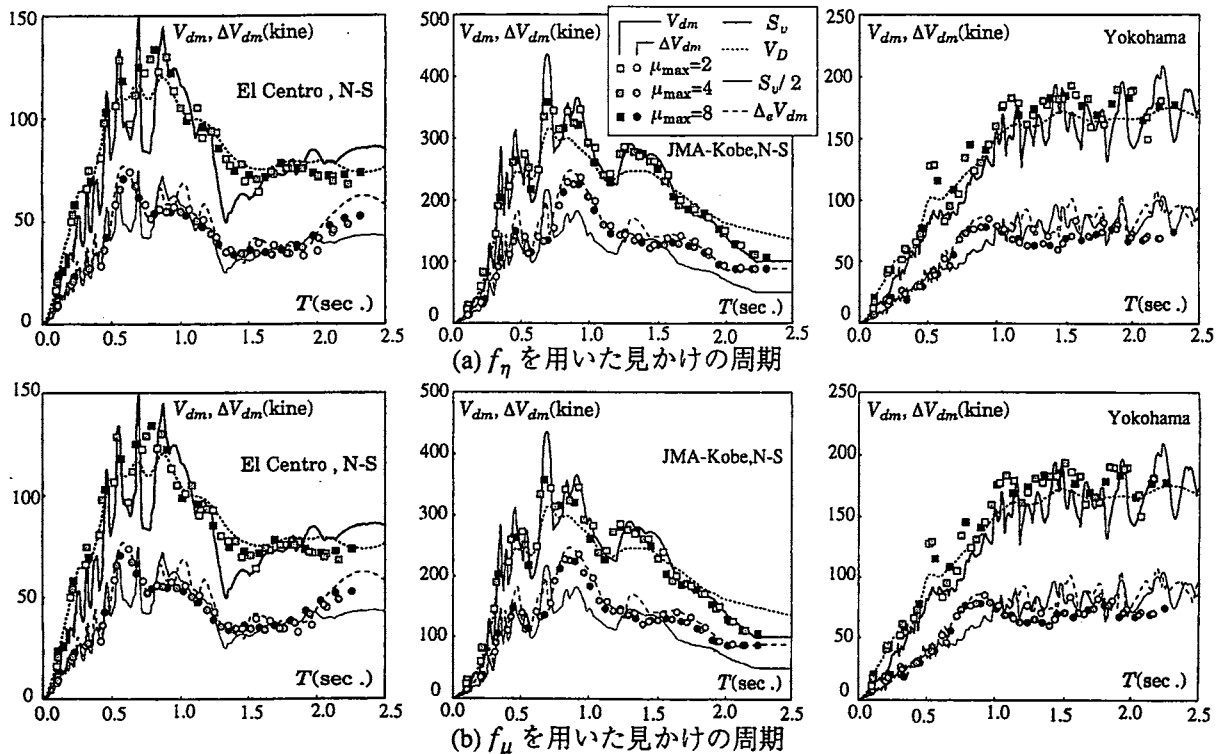 V_dm, ΔV_dm(kine)
El Centro , N-S
T(sec.)
150
100
50
0
0.0 0.5 1.0 1.5 2.0 2.5
V_dm, ΔV_dm(kine)
JMA-Kobe,N-S
T(sec.)
500
400
300
200
100
0
0.0 0.5 1.0 1.5 2.0 2.5
V_dm
ΔV_dm
μ_max=2
μ_max=4
μ_max=8
S_v
V_D
S_v/2
Δ_eV_dm
V_dm, ΔV_dm(kine)
Yokohama
T(sec.)
250
200
150
100
50
0
0.0 0.5 1.0 1.5 2.0 2.5
(a) f_η を用いた見かけの周期
V_dm, ΔV_dm(kine)
El Centro , N-S
T(sec.)
150
100
50
0
0.0 0.5 1.0 1.5 2.0 2.5
V_dm, ΔV_dm(kine)
JMA-Kobe,N-S
T(sec.)
500
400
300
200
100
0
0.0 0.5 1.0 1.5 2.0 2.5
V_dm, ΔV_dm(kine)
Yokohama
T(sec.)
250
200
150
100
50
0
0.0 0.5 1.0 1.5 2.0 2.5
(b) f_μ を用いた見かけの周期